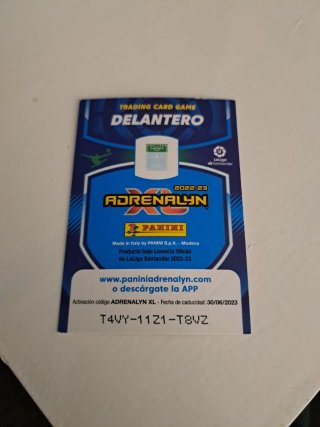 TRADING CARD GAME
DELANTERO
LaLiga
Santander
2022-23
ADRENALYN
XL
PANINI
Made in Italy by PANINI S.p.A. - Modena
Producto bajo Licencia Oficial
de LaLiga Santander 2022-23
www.paniniadrenalyn.com
o descárgate la APP
Activación código ADRENALYN XL - Fecha de caducidad: 30/06/2023
T4VY-11Z1-T8VZ